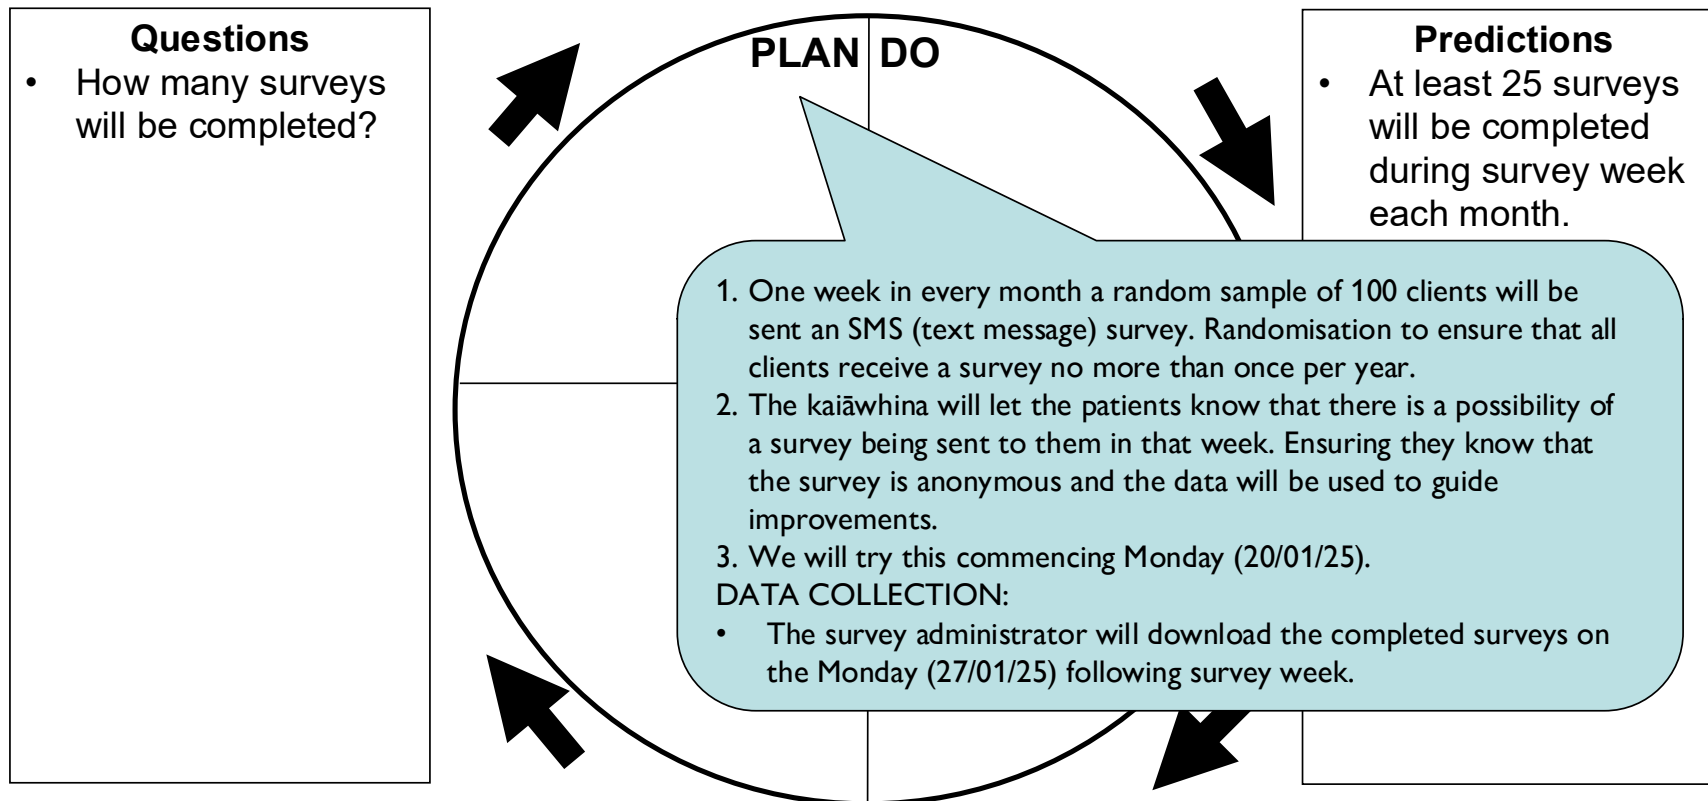 Questions
• How many surveys
will be completed?
PLAN DO
Predictions
• At least 25 surveys
will be completed
during survey week
each month.
1. One week in every month a random sample of 100 clients will be
sent an SMS (text message) survey. Randomisation to ensure that all
clients receive a survey no more than once per year.
2. The kaiāwhina will let the patients know that there is a possibility of
a survey being sent to them in that week. Ensuring they know that
the survey is anonymous and the data will be used to guide
improvements.
3. We will try this commencing Monday (20/01/25).
DATA COLLECTION:
• The survey administrator will download the completed surveys on
the Monday (27/01/25) following survey week.